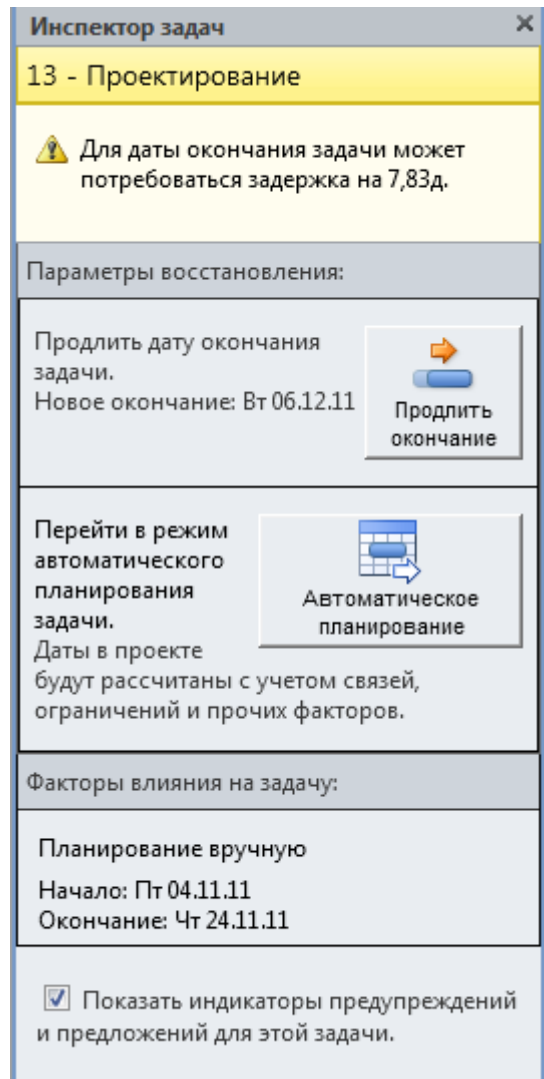 Инспектор задач
13 - Проектирование
Для даты окончания задачи может
потребоваться задержка на 7,83д.
Параметры восстановления:
Продлить дату окончания
задачи.
Новое окончание: Вт 06.12.11
Продлить
окончание
Перейти в режим
автоматического
планирования
задачи.
Даты в проекте
будут рассчитаны с учетом связей,
ограничений и прочих факторов.
Автоматическое
планирование
Факторы влияния на задачу:
Планирование вручную
Начало: Пт 04.11.11
Окончание: Чт 24.11.11
Показать индикаторы предупреждений
и предложений для этой задачи.